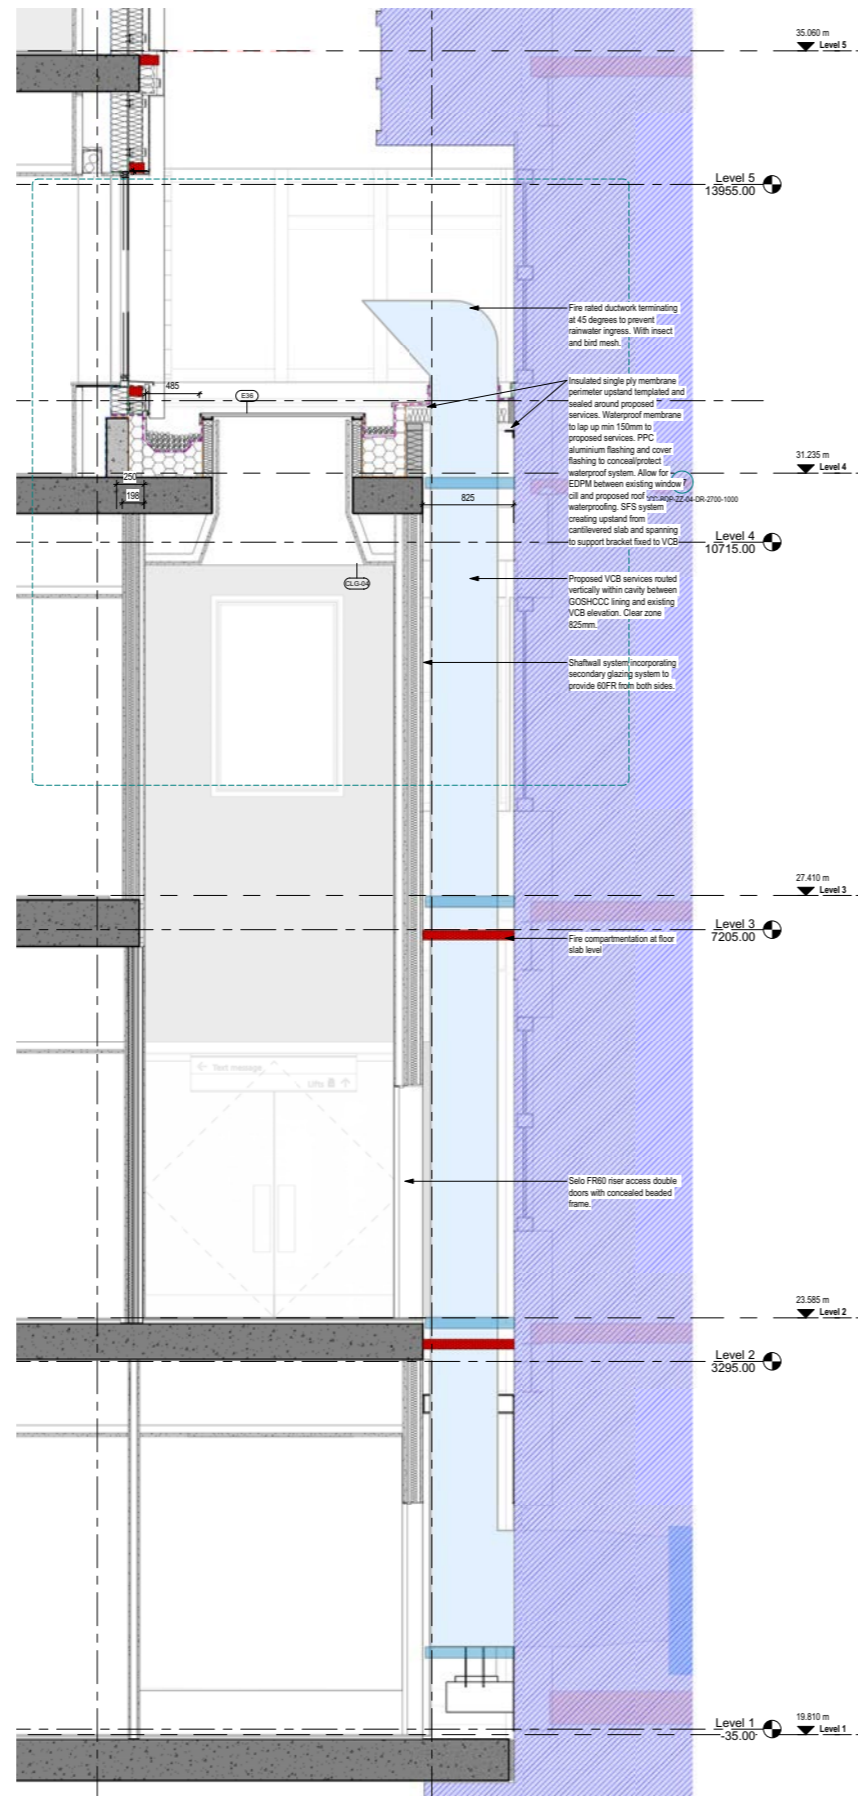 35.060 m
Level 5
Level 5
13955.00
Fire rated ductwork terminating
at 45 degrees to prevent
rainwater ingress. With insect
and bird mesh.
Insulated single ply membrane
perimeter upstand templated and
sealed around proposed
services. Waterproof membrane
to lap up min 150mm to
proposed services. PPC
aluminium flashing and cover
flashing to conceal/protect
waterproof system. Allow for
EDPM between existing window
cill and proposed roof
waterproofing. SFS system
creating upstand from
cantilevered slab and spanning
to support bracket fixed to VCB
485
E36
31.235 m
Level 4
250
198
825
-ZZ-04-DR-2700-1000
Level 4
10715.00
CLG-04
Proposed VCB services routed
vertically within cavity between
GOSHCCC lining and existing
VCB elevation. Clear zone
825mm.
Shaftwall system incorporating
secondary glazing system to
provide 60FR from both sides.
27.410 m
Level 3
Level 3
7205.00
Fire compartmentation at floor
slab level
← Text message
Lifts ↑
Selo FR60 riser access double
doors with concealed beaded
frame.
23.585 m
Level 2
Level 2
3295.00
19.810 m
Level 1
Level 1
-35.00